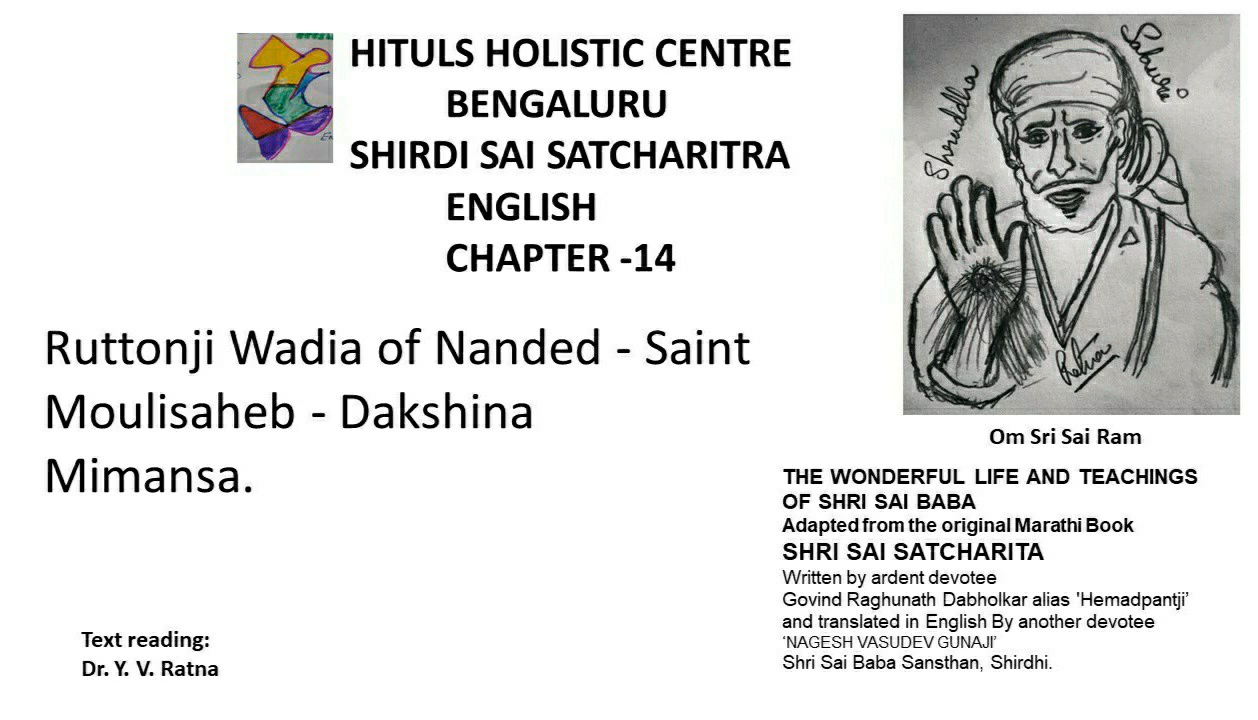 HITULS HOLISTIC CENTRE
BENGALURU
SHIRDI SAI SATCHARITRA
ENGLISH
CHAPTER -14
Ruttonji Wadia of Nanded - Saint
Moulisaheb - Dakshina
Mimansa.
Text reading:
Dr. Y. V. Ratna
Shraddha
Saburi
Ratna
Om Sri Sai Ram
THE WONDERFUL LIFE AND TEACHINGS
OF SHRI SAI BABA
Adapted from the original Marathi Book
SHRI SAI SATCHARITA
Written by ardent devotee
Govind Raghunath Dabholkar alias 'Hemadpantji’
and translated in English By another devotee
‘NAGESH VASUDEV GUNAJI’
Shri Sai Baba Sansthan, Shirdhi.